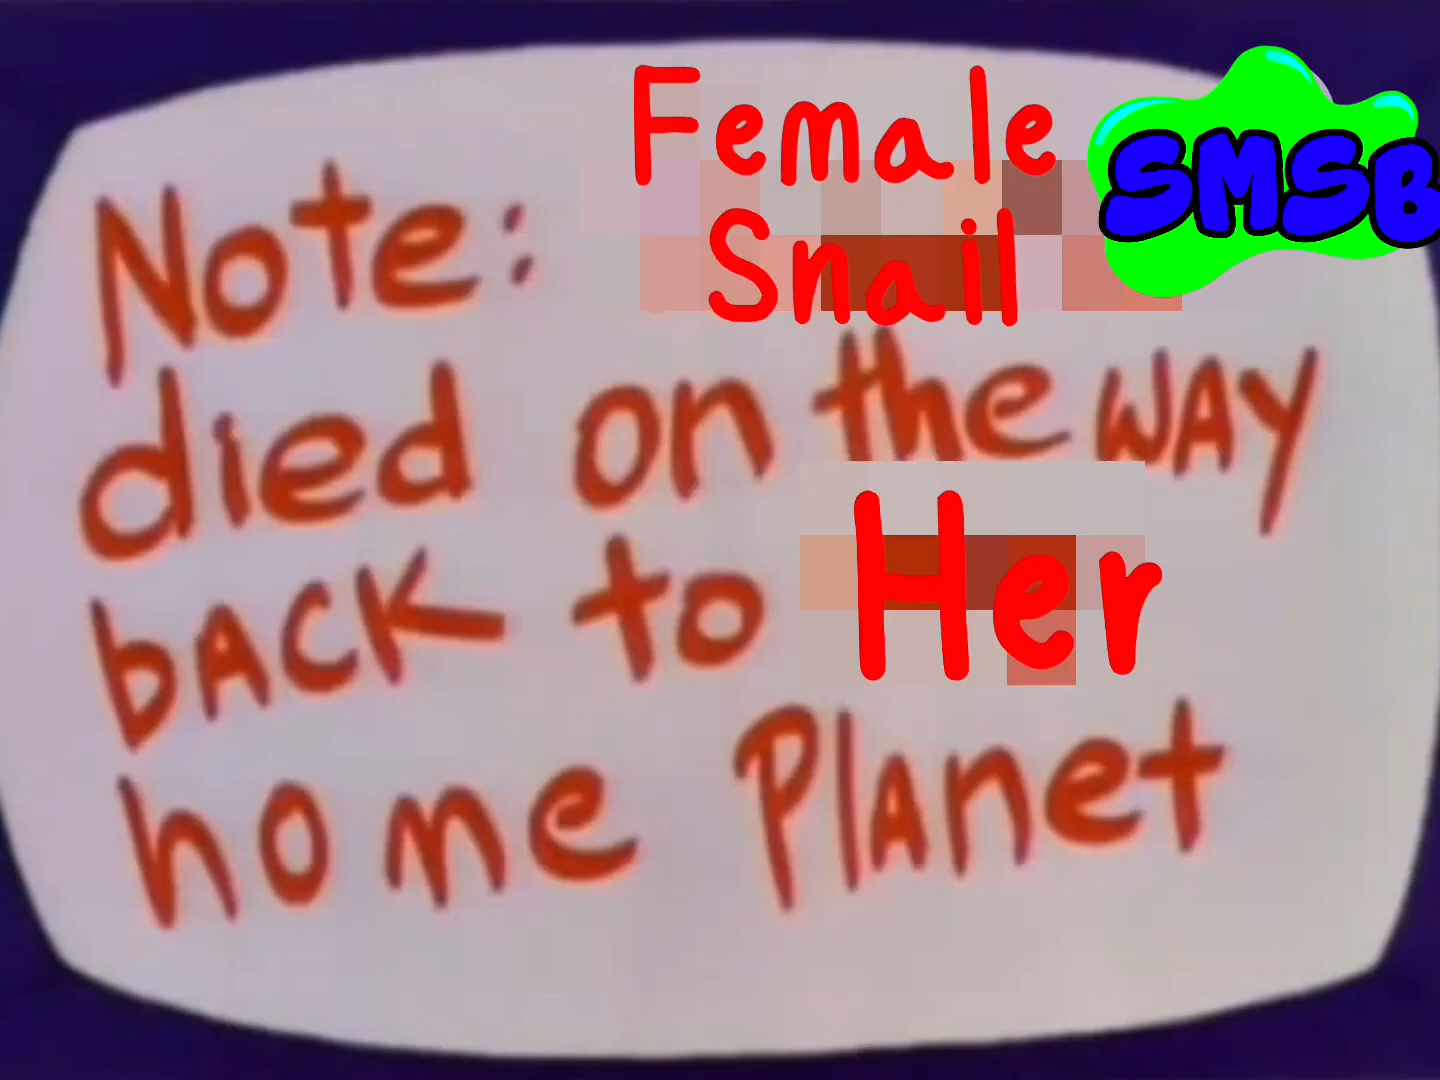 Female
SMSB
Note: Snail
died on the WAY
bACK to Her
home Planet